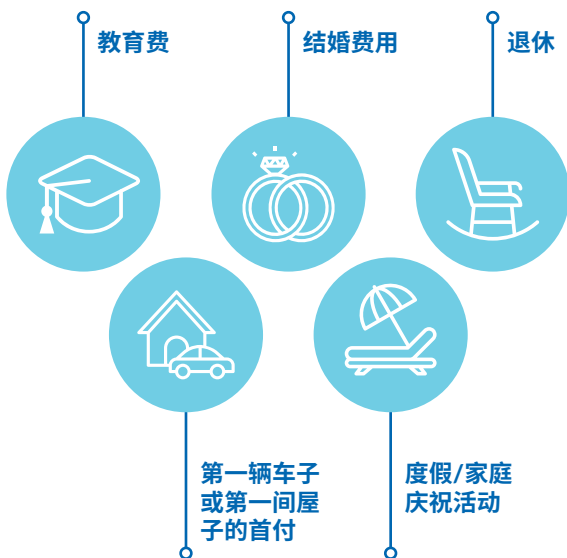 教育费
结婚费用
退休
第一辆车子
或第一间屋
子的首付
度假/家庭
庆祝活动